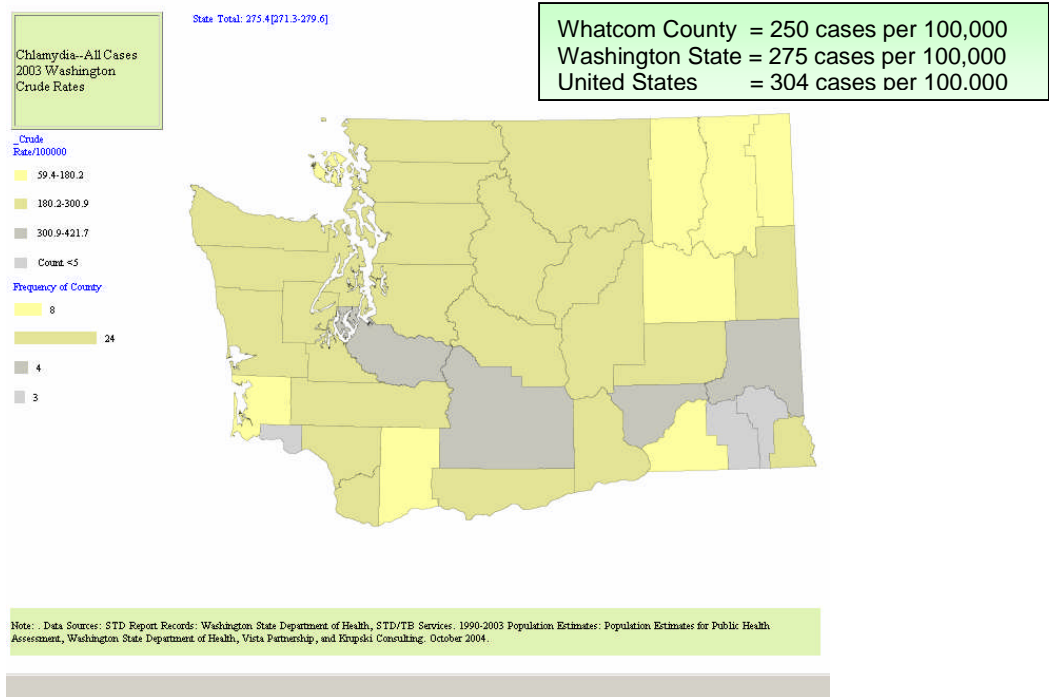 State Total: 275.4[271.3-279.6]
Whatcom County = 250 cases per 100,000
Washington State = 275 cases per 100,000
United States = 304 cases per 100.000
Chlamydia--All Cases
2003 Washington
Crude Rates
_Crude
Rate/100000
59.4-180.2
180.2-300.9
300.9-421.7
Count <5
Frequency of County
8
24
4
3
Note: . Data Sources: STD Report Records: Washington State Department of Health, STD/TB Services. 1990-2003 Population Estimates: Population Estimates for Public Health
Assessment, Washington State Department of Health, Vista Partnership, and Krupski Consulting. October 2004.